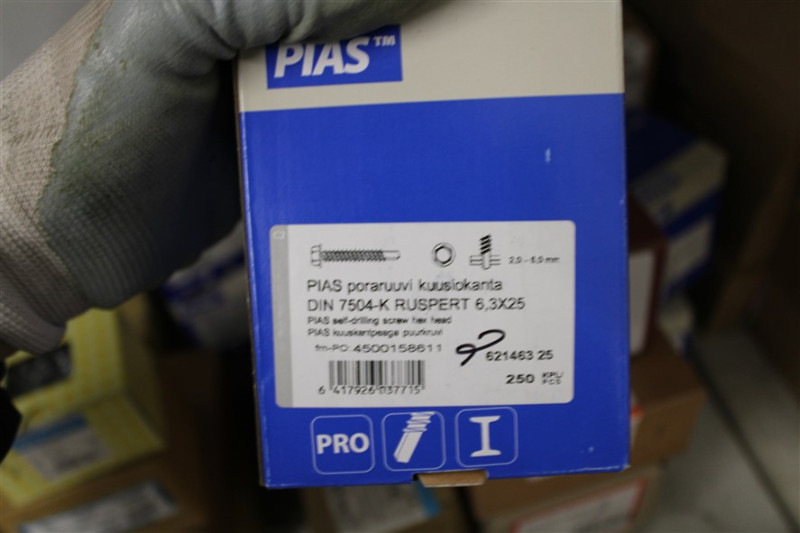 PIAS™
2,0 - 6,0 mm
PIAS poraruuvi kuusiokanta
DIN 7504-K RUSPERT 6,3X25
PIAS self-drilling screw hex head
PIAS kuuskantpeaga puurkruvi
frn-PO: 4500158611
621463 25
250 KPL/
PCS
6 417926 037715
PRO